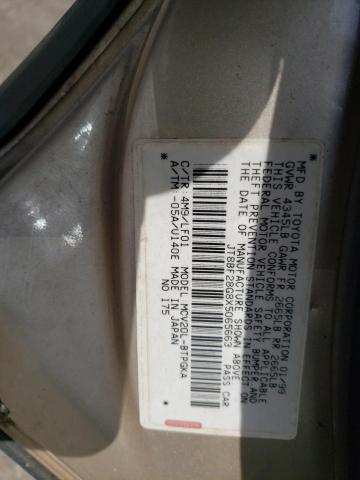 MFD BY TOYOTA MOTOR CORPORATION 01/99
GVWR 4345LB GAWR FR 2665LB RR 2665LB
THIS VEHICLE CONFORMS TO ALL APPLICABLE
FEDERAL MOTOR VEHICLE SAFETY BUMPER AND
THEFT PREVENTION STANDARDS IN EFFECT ON
THE DATE OF MANUFACTURE SHOWN ABOVE.
JT8BF28G8X5065663 PASS CAR
C/TR: 4M9/LF01 MODEL MCV20L-BTPGKA
A/TM: -05A/U140E MADE IN JAPAN
NO 175